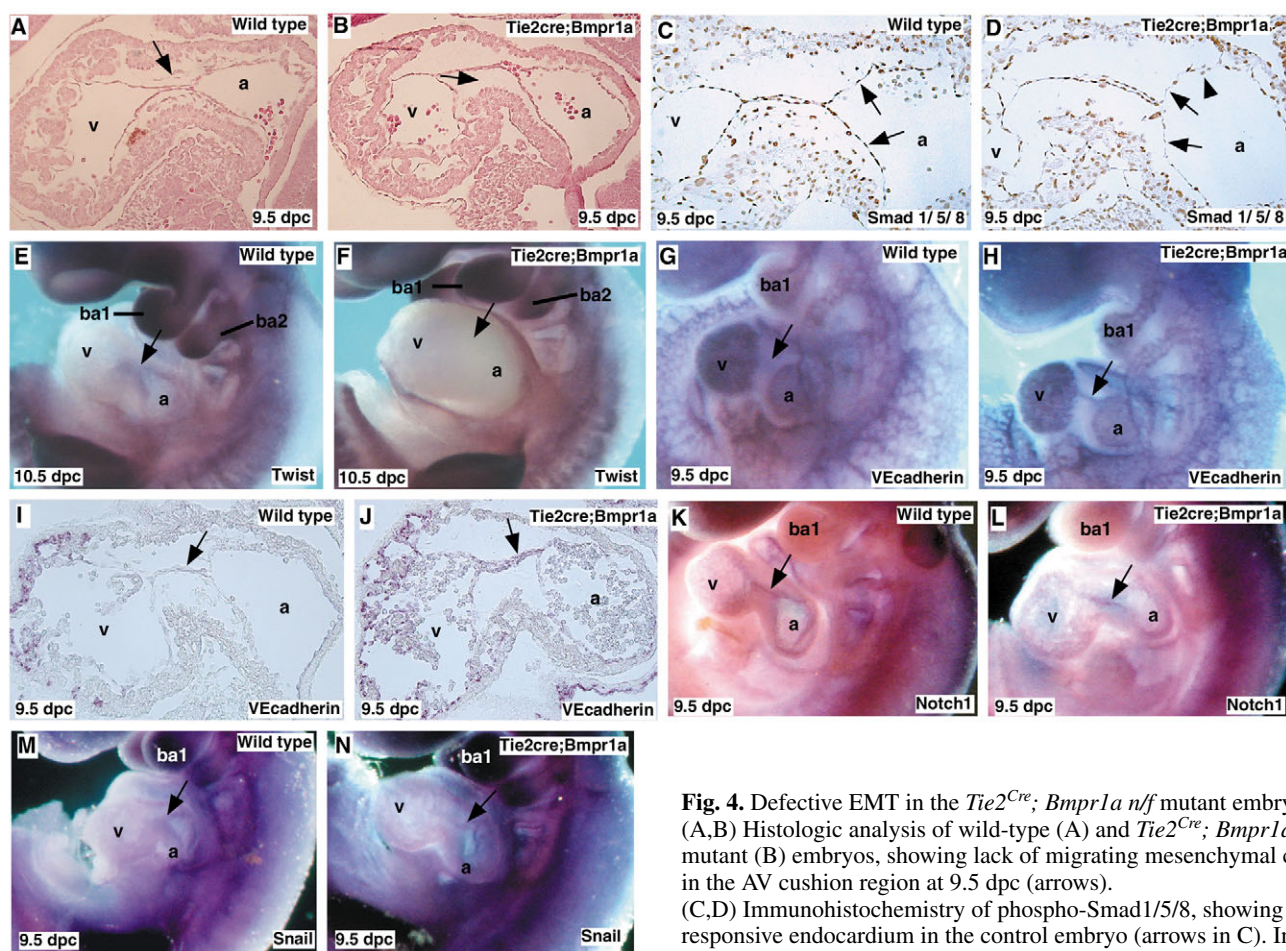 A Wild type
v a
9.5 dpc
B Tie2cre;Bmpr1a
v a
9.5 dpc
C Wild type
v a
9.5 dpc Smad 1/ 5/ 8
D Tie2cre;Bmpr1a
v a
9.5 dpc Smad 1/ 5/ 8
E Wild type
ba1 ba2
v a
10.5 dpc Twist
F Tie2cre;Bmpr1a
ba1 ba2
v a
10.5 dpc Twist
G Wild type
ba1
v a
9.5 dpc VEcadherin
H Tie2cre;Bmpr1a
ba1
v a
9.5 dpc VEcadherin
I Wild type
v a
9.5 dpc VEcadherin
J Tie2cre;Bmpr1a
v a
9.5 dpc VEcadherin
K Wild type
ba1
v a
9.5 dpc Notch1
L Tie2cre;Bmpr1a
ba1
v a
9.5 dpc Notch1
M Wild type
ba1
v a
9.5 dpc Snail
N Tie2cre;Bmpr1a
ba1
v a
9.5 dpc Snail
Fig. 4. Defective EMT in the Tie2Cre; Bmpr1a n/f mutant embry
(A,B) Histologic analysis of wild-type (A) and Tie2Cre; Bmpr1a
mutant (B) embryos, showing lack of migrating mesenchymal c
in the AV cushion region at 9.5 dpc (arrows).
(C,D) Immunohistochemistry of phospho-Smad1/5/8, showing
responsive endocardium in the control embryo (arrows in C). In